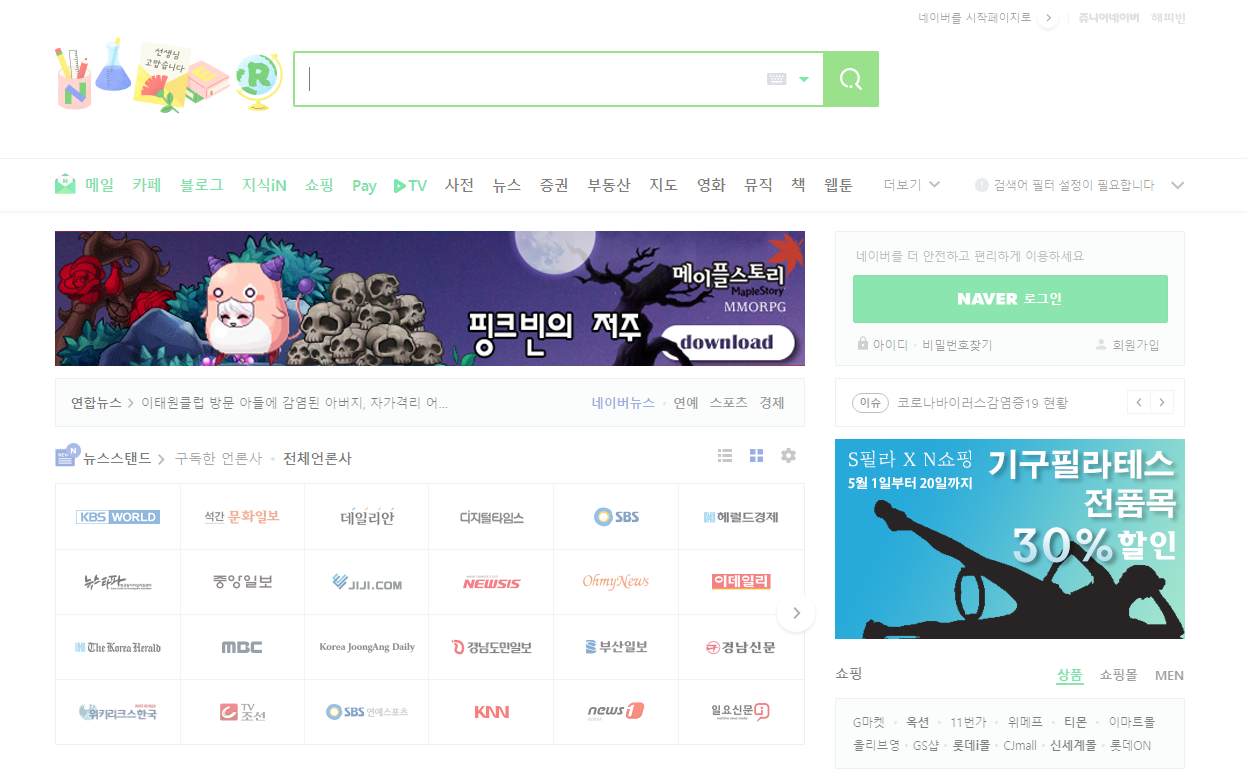 네이버를 시작페이지로 쥬니어네이버 해피빈
선생님
고맙습니다
N R
메일 카페 블로그 지식iN 쇼핑 Pay TV 사전 뉴스 증권 부동산 지도 영화 뮤직 책 웹툰 더보기 검색어 필터 설정이 필요합니다
메이플스토리
MapleStory
MMORPG
핑크빈의 저주
download
네이버를 더 안전하고 편리하게 이용하세요
NAVER 로그인
아이디 · 비밀번호찾기 회원가입
연합뉴스 > 이태원클럽 방문 아들에 감염된 아버지, 자가격리 어... 네이버뉴스 · 연예 스포츠 경제
이슈 코로나바이러스감염증19 현황
뉴스스탠드 > 구독한 언론사 · 전체언론사
KBS WORLD 석간 문화일보 데일리안 디지털타임스 SBS 헤럴드경제
뉴스타파 중앙일보 JIJI.COM NEWSIS OhmyNews 이데일리
The Korea Herald MBC Korea JoongAng Daily 경남도민일보 부산일보 경남신문
위키리크스한국 TV조선 SBS 연예스포츠 KNN news1 KOREA 일요신문
S필라 X N쇼핑
5월 1일부터 20일까지
기구필라테스
전품목
30% 할인
쇼핑 상품 쇼핑몰 MEN
G마켓 · 옥션 · 11번가 · 위메프 · 티몬 · 이마트몰
올리브영 · GS샵 · 롯데i몰 · CJmall · 신세계몰 · 롯데ON